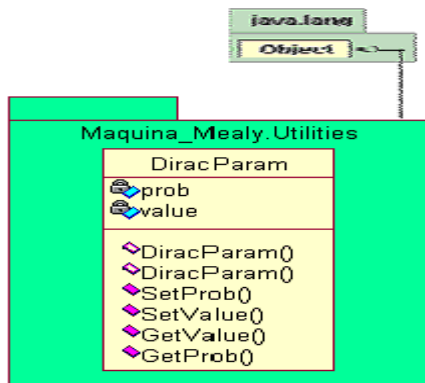 java.lang
Object
Maquina_Mealy.Utilities
DiracParam
prob
value
DiracParam()
DiracParam()
SetProb()
SetValue()
GetValue()
GetProb()